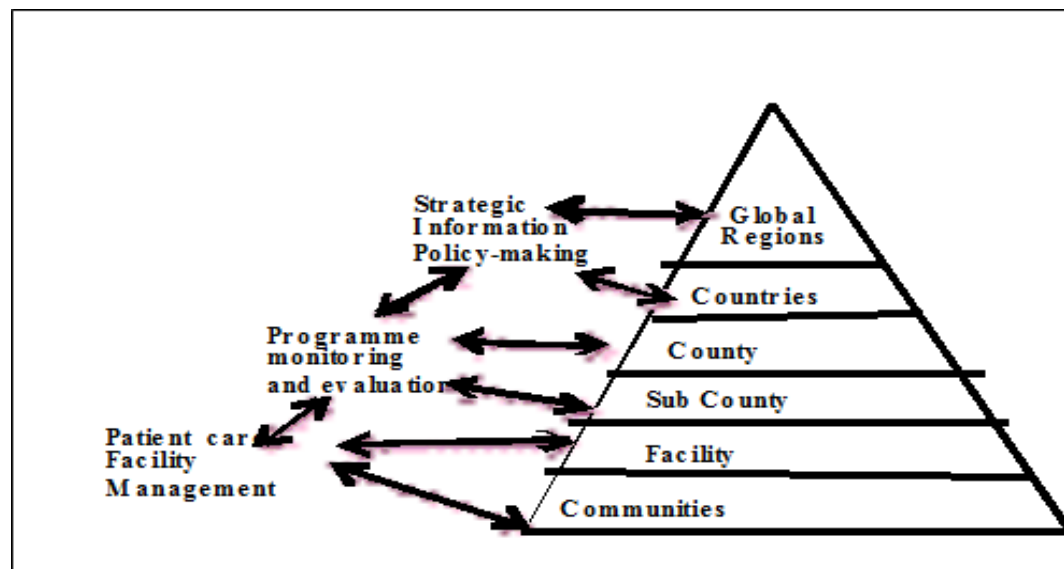 Strategic
Information
Policy-making
Global
Regions
Countries
Programme
monitoring
and evaluation
County
Sub County
Patient car
Facility
Management
Facility
Communities